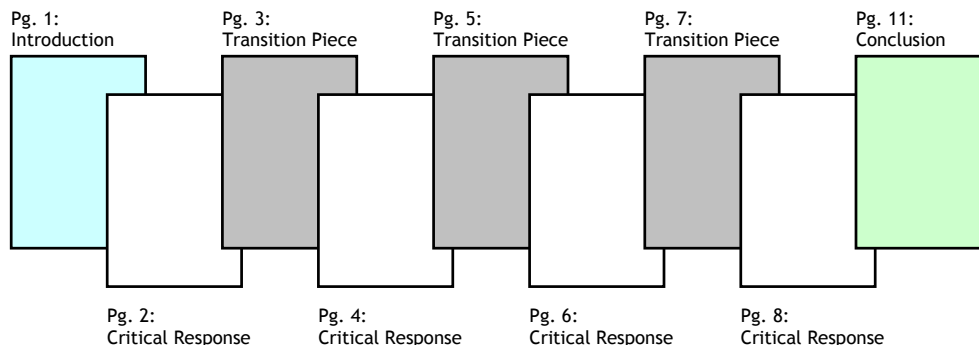 Pg. 1:
Introduction
Pg. 3:
Transition Piece
Pg. 5:
Transition Piece
Pg. 7:
Transition Piece
Pg. 11:
Conclusion
Pg. 2:
Critical Response
Pg. 4:
Critical Response
Pg. 6:
Critical Response
Pg. 8:
Critical Response